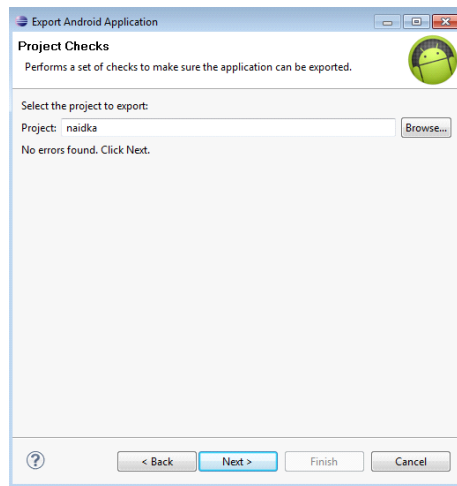 Export Android Application
Project Checks
Performs a set of checks to make sure the application can be exported.
Select the project to export:
Project: naidka Browse...
No errors found. Click Next.
? < Back Next > Finish Cancel